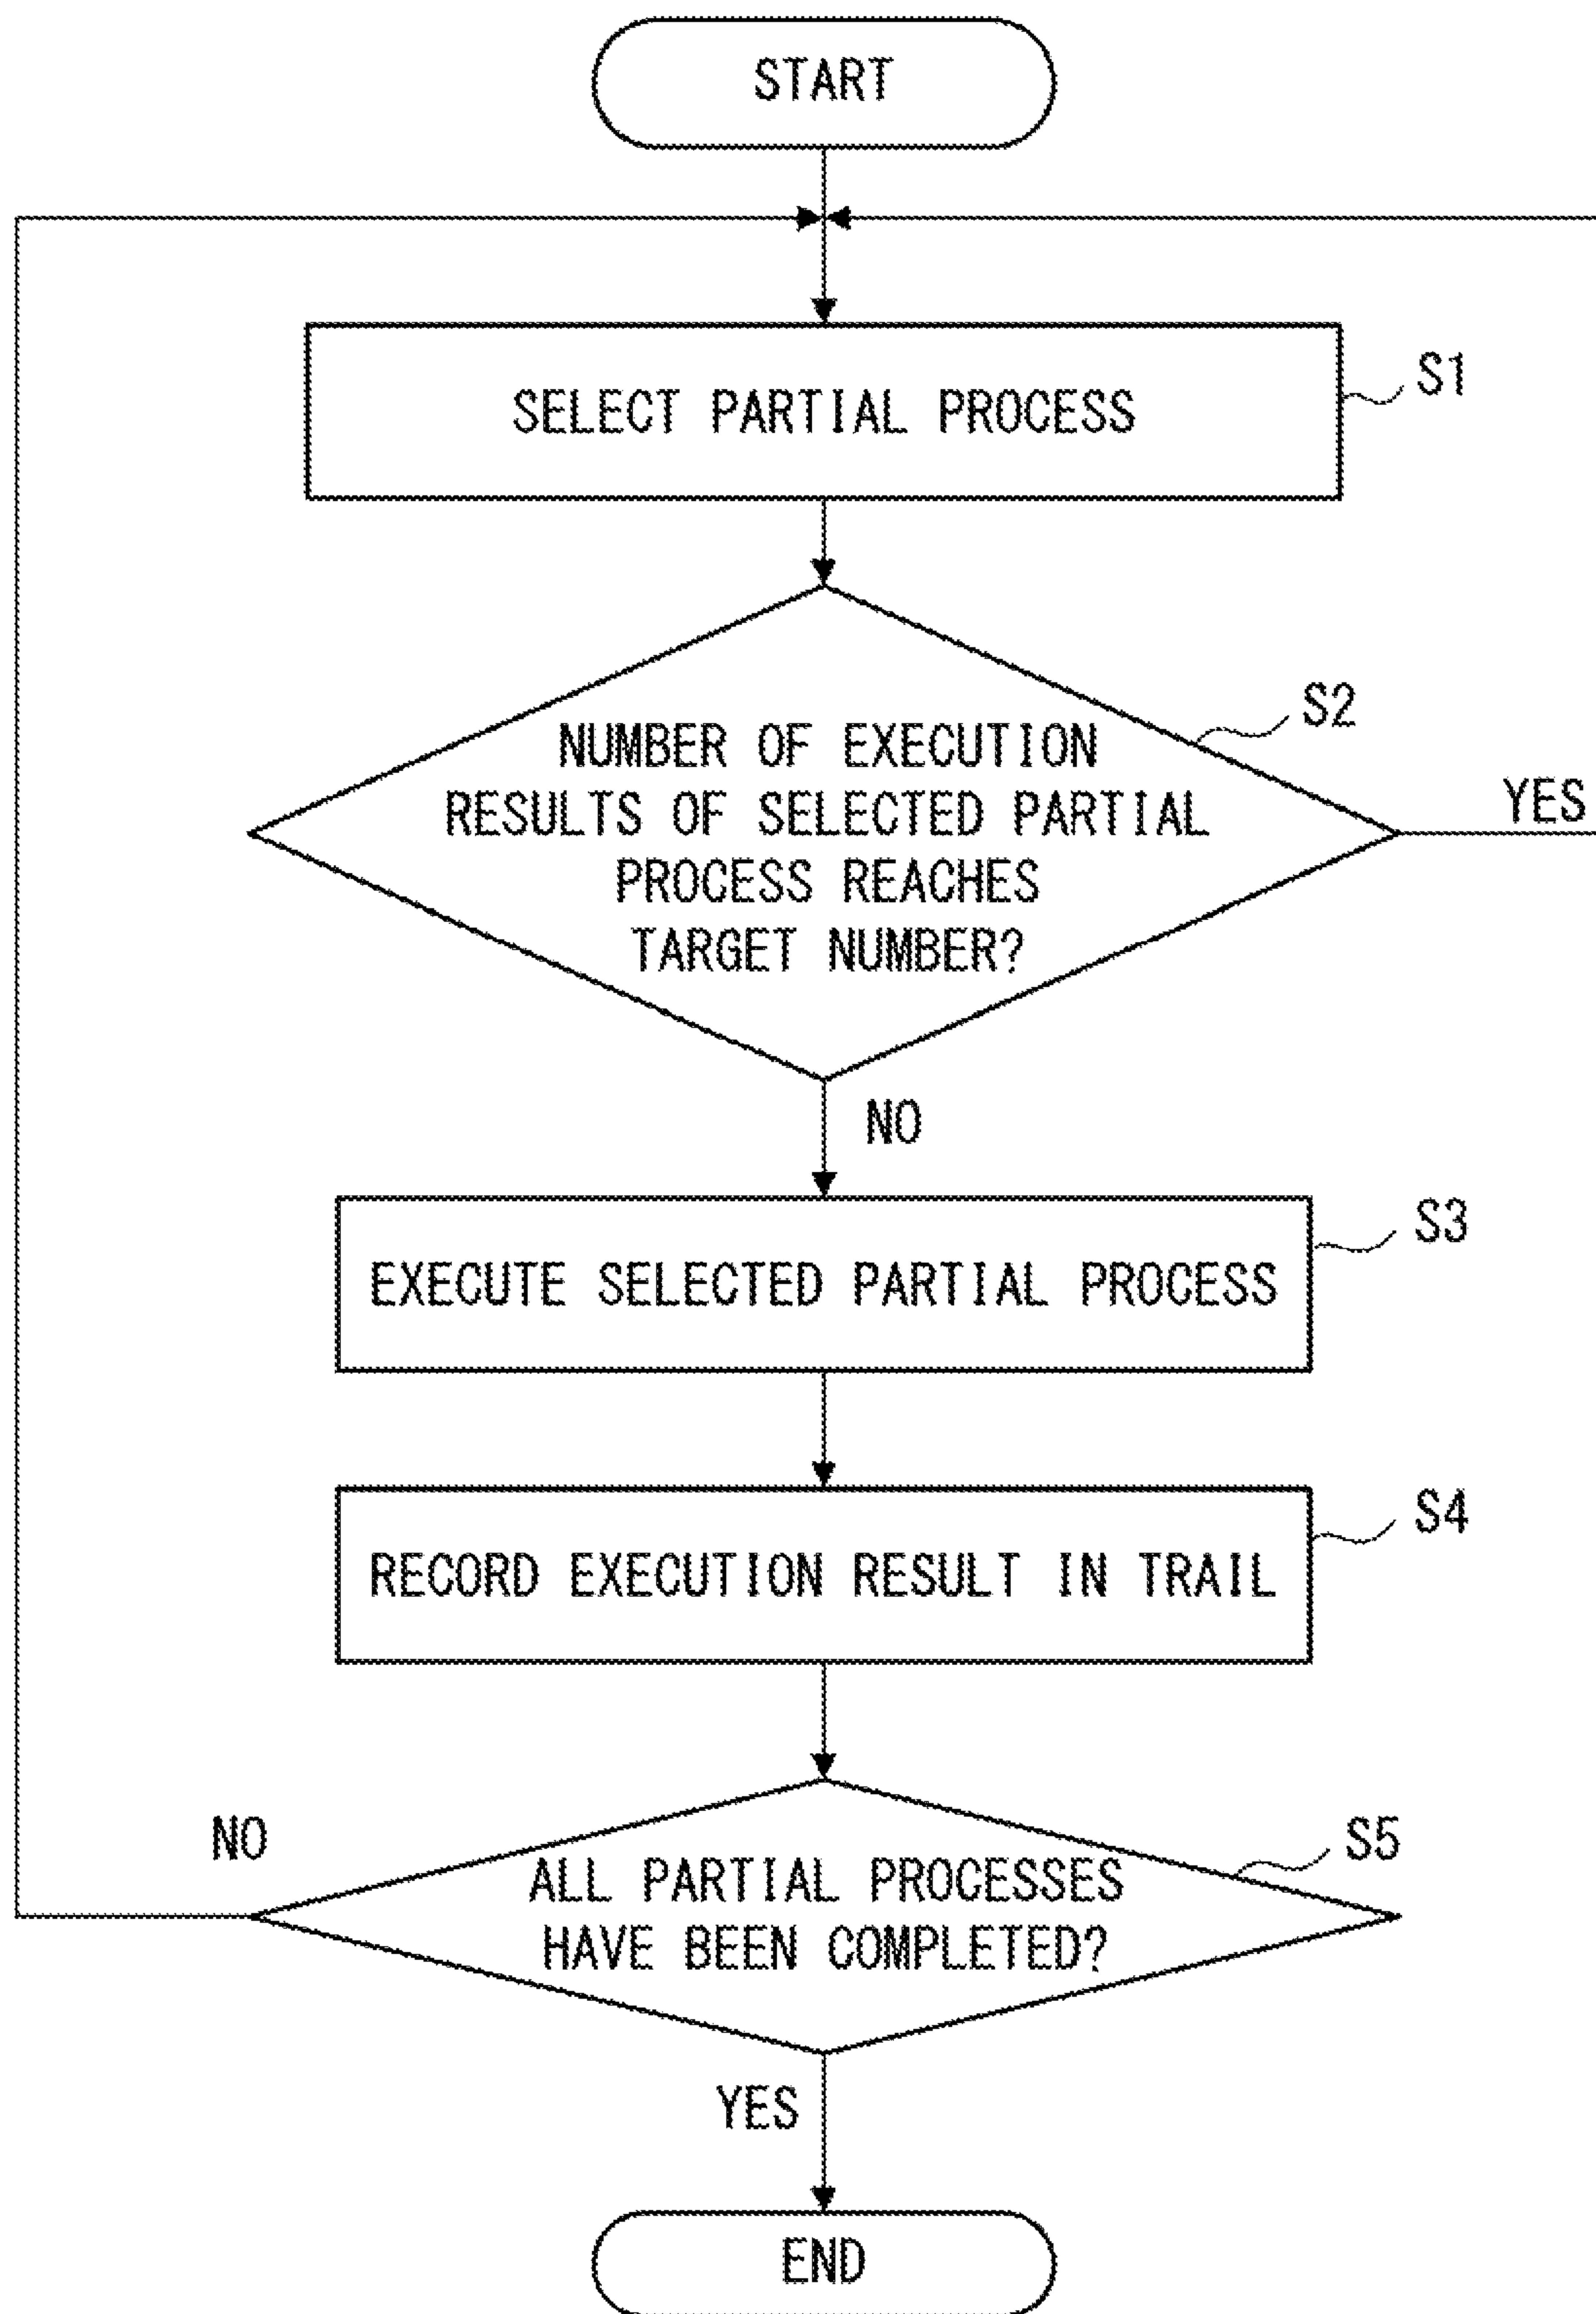 START
SELECT PARTIAL PROCESS
S1
S2
NUMBER OF EXECUTION
RESULTS OF SELECTED PARTIAL
PROCESS REACHES
TARGET NUMBER?
YES
NO
EXECUTE SELECTED PARTIAL PROCESS
S3
RECORD EXECUTION RESULT IN TRAIL
S4
NO
S5
ALL PARTIAL PROCESSES
HAVE BEEN COMPLETED?
YES
END